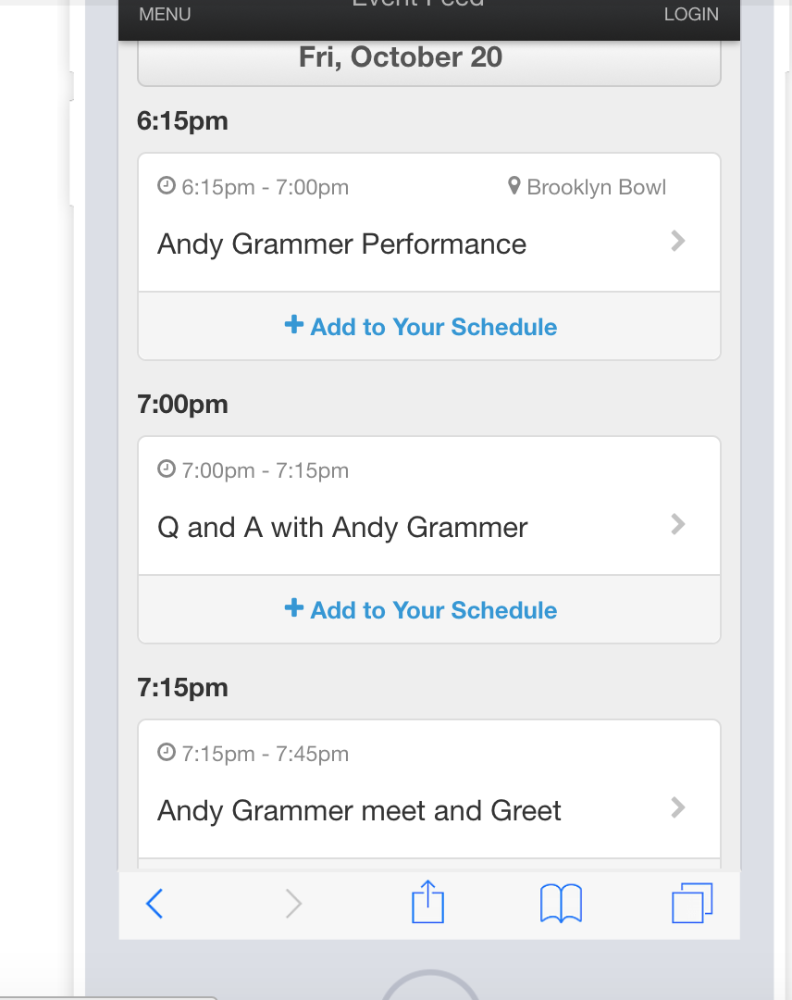 Event Feed
MENU
LOGIN
Fri, October 20
6:15pm
6:15pm - 7:00pm
Brooklyn Bowl
Andy Grammer Performance
Add to Your Schedule
7:00pm
7:00pm - 7:15pm
Q and A with Andy Grammer
Add to Your Schedule
7:15pm
7:15pm - 7:45pm
Andy Grammer meet and Greet